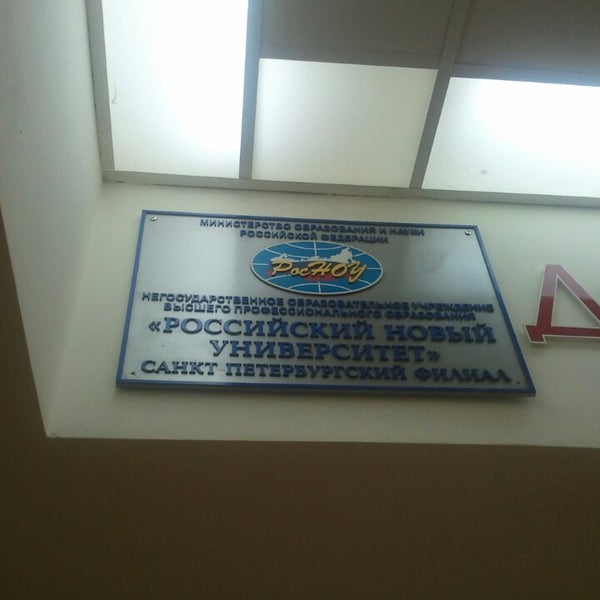 МИНИСТЕРСТВО ОБРАЗОВАНИЯ И НАУКИ
РОССИЙСКОЙ ФЕДЕРАЦИИ
РосНОУ
НЕГОСУДАРСТВЕННОЕ ОБРАЗОВАТЕЛЬНОЕ УЧРЕЖДЕНИЕ
ВЫСШЕГО ПРОФЕССИОНАЛЬНОГО ОБРАЗОВАНИЯ
«РОССИЙСКИЙ НОВЫЙ
УНИВЕРСИТЕТ»
САНКТ ПЕТЕРБУРГСКИЙ ФИЛИАЛ
Д